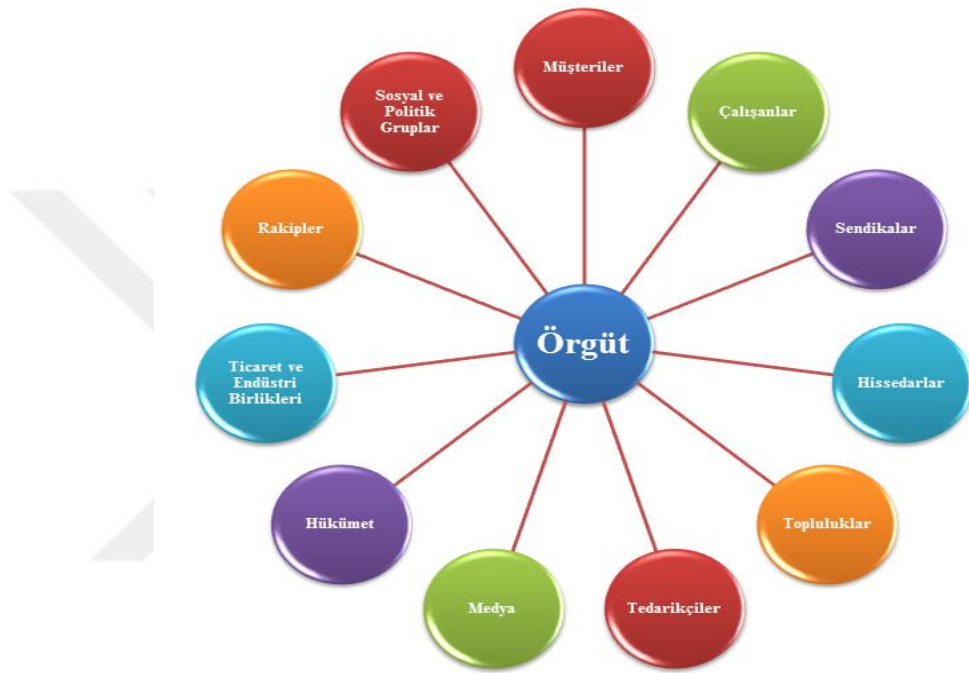 Müşteriler
Çalışanlar
Sendikalar
Hissedarlar
Topluluklar
Tedarikçiler
Medya
Hükümet
Ticaret ve
Endüstri
Birlikleri
Rakipler
Sosyal ve
Politik
Gruplar
Örgüt